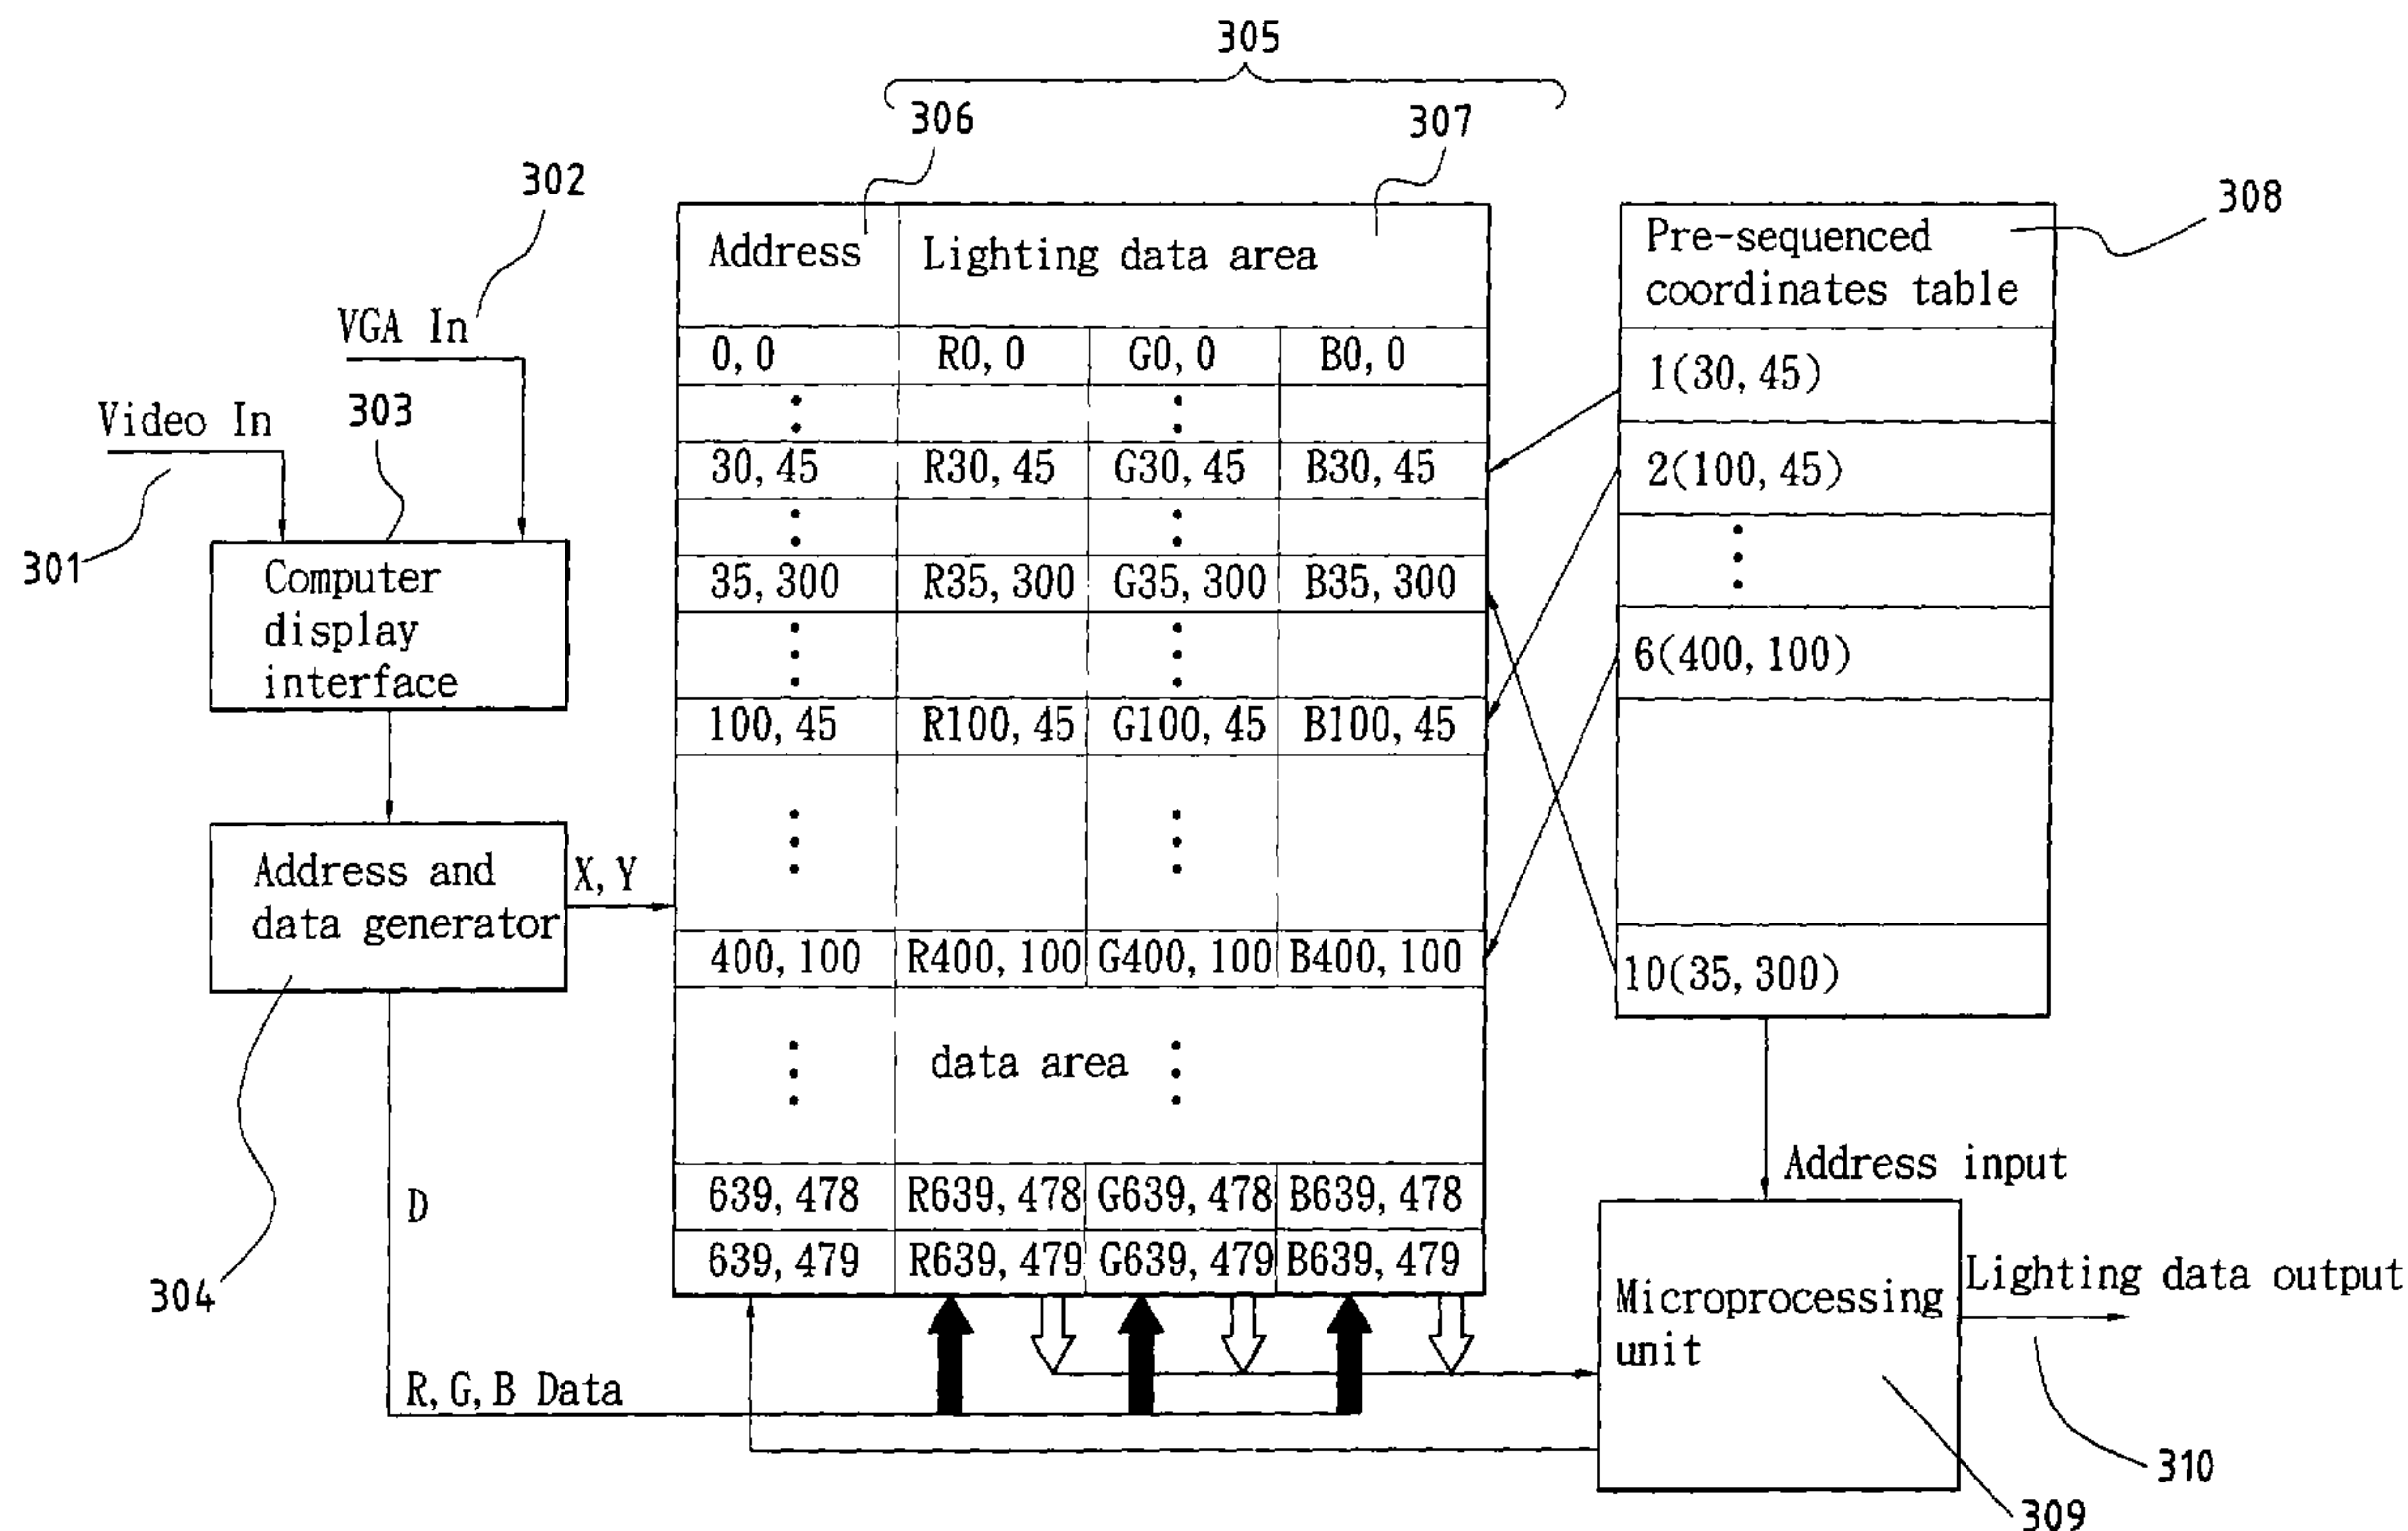 305
306
307
302
308
VGA In
Video In
303
301
Computer
display
interface
Address and
data generator
X, Y
304
D
R, G, B Data
Address
Lighting data area
0, 0 R0, 0 G0, 0 B0, 0
30, 45 R30, 45 G30, 45 B30, 45
35, 300 R35, 300 G35, 300 B35, 300
100, 45 R100, 45 G100, 45 B100, 45
400, 100 R400, 100 G400, 100 B400, 100
data area
639, 478 R639, 478 G639, 478 B639, 478
639, 479 R639, 479 G639, 479 B639, 479
Pre-sequenced
coordinates table
1(30, 45)
2(100, 45)
6(400, 100)
10(35, 300)
Address input
Microprocessing
unit
Lighting data output
310
309